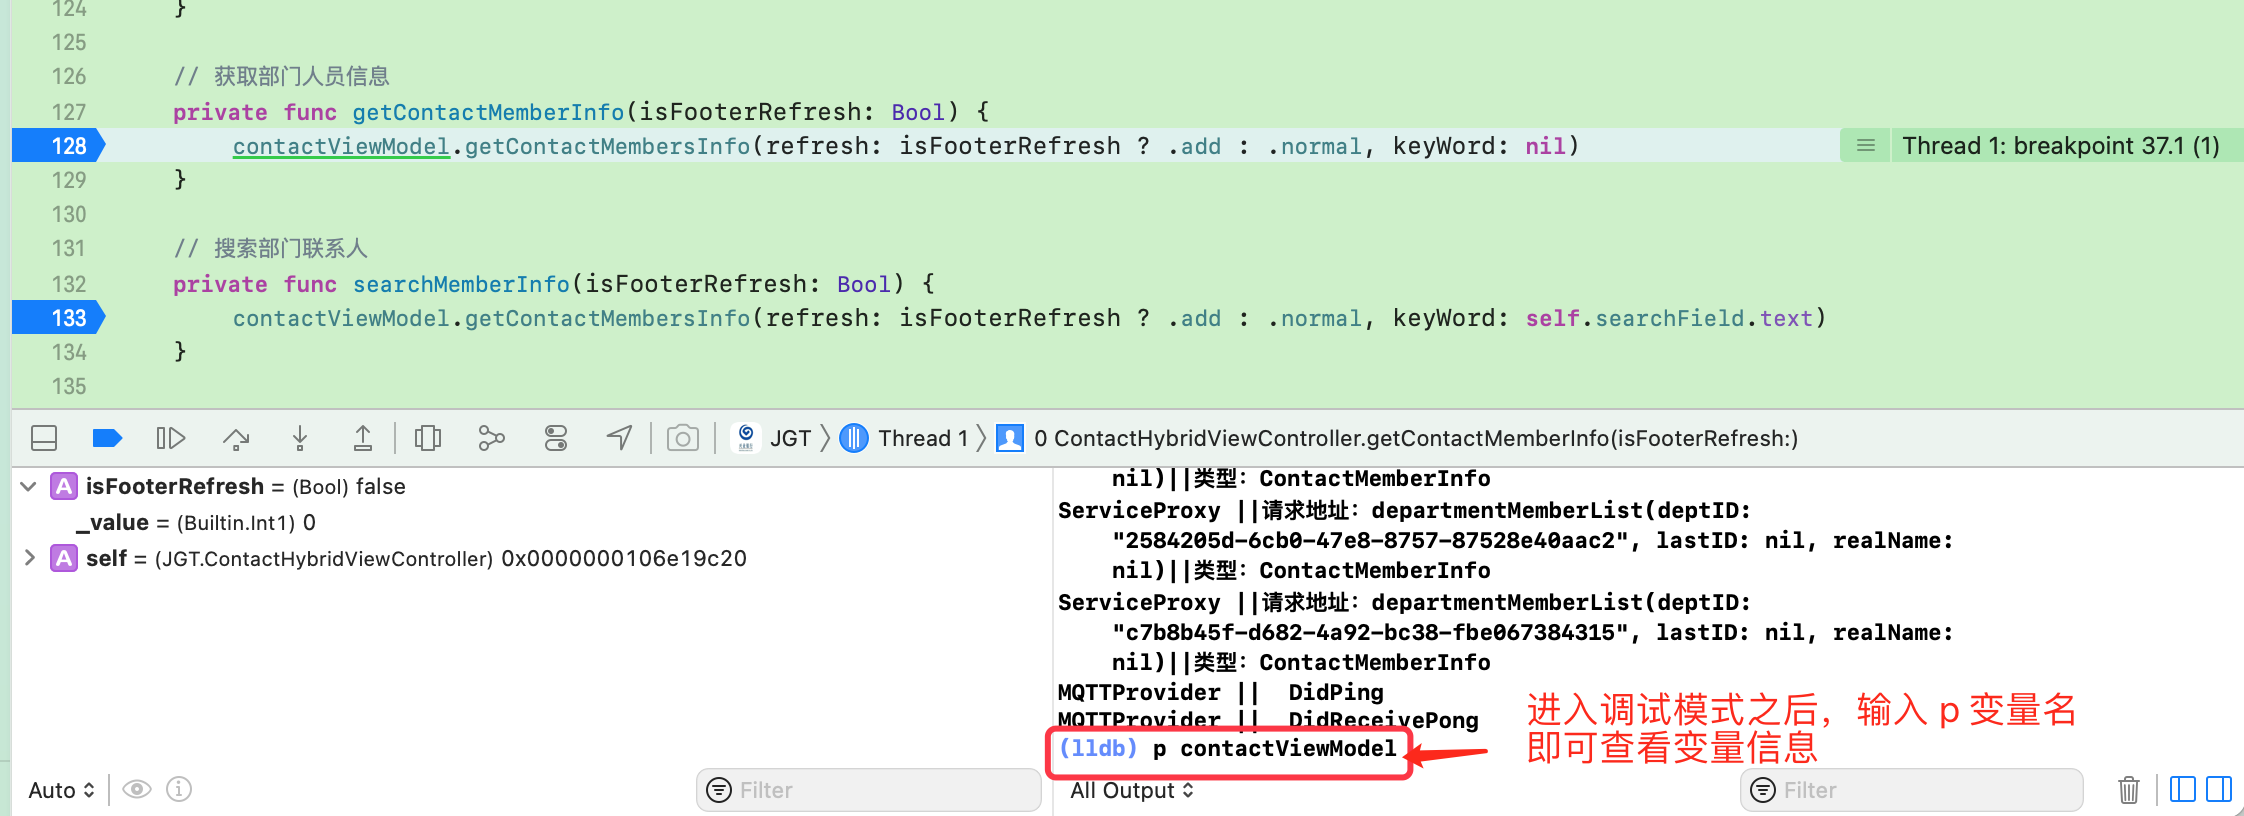 124 }
125
126 // 获取部门人员信息
127 private func getContactMemberInfo(isFooterRefresh: Bool) {
128 contactViewModel.getContactMembersInfo(refresh: isFooterRefresh ? .add : .normal, keyWord: nil) Thread 1: breakpoint 37.1 (1)
129 }
130
131 // 搜索部门联系人
132 private func searchMemberInfo(isFooterRefresh: Bool) {
133 contactViewModel.getContactMembersInfo(refresh: isFooterRefresh ? .add : .normal, keyWord: self.searchField.text)
134 }
135
JGT Thread 1 0 ContactHybridViewController.getContactMemberInfo(isFooterRefresh:)
A isFooterRefresh = (Bool) false
_value = (Builtin.Int1) 0
A self = (JGT.ContactHybridViewController) 0x0000000106e19c20
nil)||类型：ContactMemberInfo
ServiceProxy ||请求地址：departmentMemberList(deptID:
"2584205d-6cb0-47e8-8757-87528e40aac2", lastID: nil, realName:
nil)||类型：ContactMemberInfo
ServiceProxy ||请求地址：departmentMemberList(deptID:
"c7b8b45f-d682-4a92-bc38-fbe067384315", lastID: nil, realName:
nil)||类型：ContactMemberInfo
MQTTProvider || DidPing
MQTTProvider || DidReceivePong
(lldb) p contactViewModel
进入调试模式之后，输入 p 变量名
即可查看变量信息
Auto Filter All Output Filter